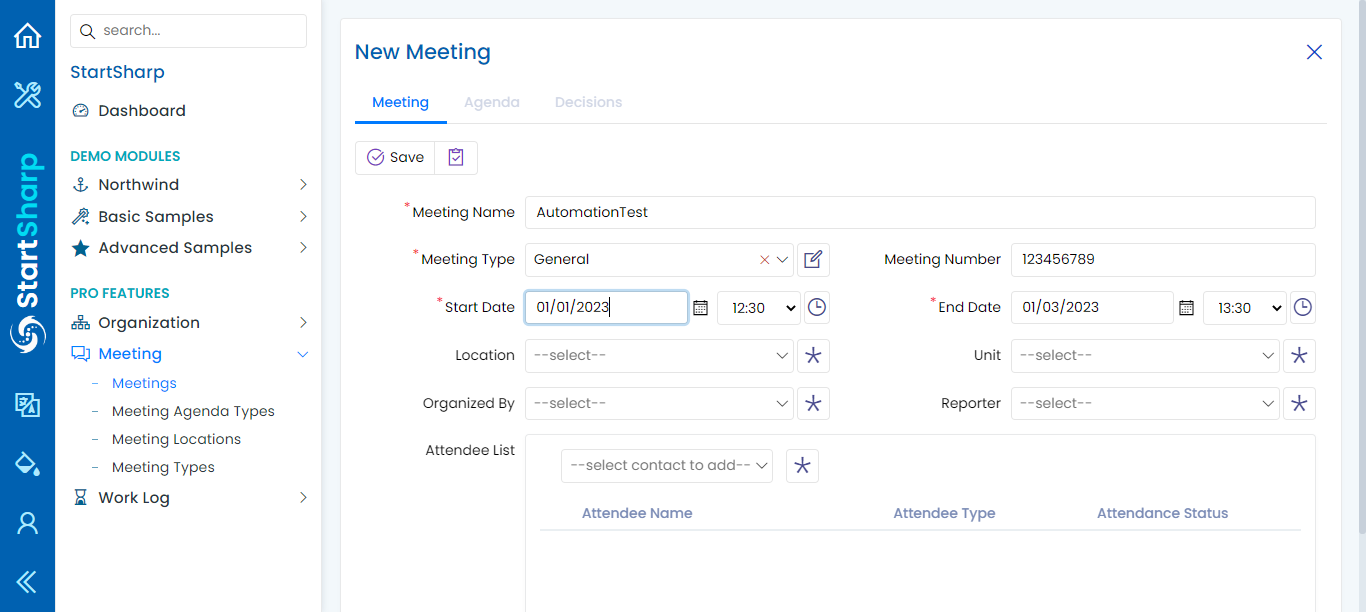 search...
StartSharp
Dashboard
DEMO MODULES
Northwind
Basic Samples
Advanced Samples
PRO FEATURES
Organization
Meeting
Meetings
Meeting Agenda Types
Meeting Locations
Meeting Types
Work Log
StartSharp
New Meeting
Meeting Agenda Decisions
Save
*Meeting Name AutomationTest
*Meeting Type General Meeting Number 123456789
*Start Date 01/01/2023 12:30 *End Date 01/03/2023 13:30
Location --select-- Unit --select--
Organized By --select-- Reporter --select--
Attendee List
--select contact to add--
Attendee Name Attendee Type Attendance Status